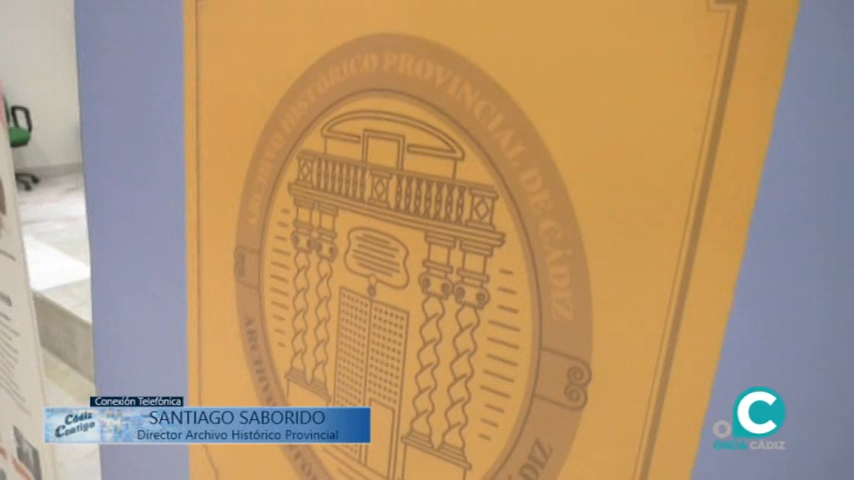 ARCHIVO HISTÓRICO PROVINCIAL DE CÁDIZ
Conexión Telefónica
Cádiz Contigo
SANTIAGO SABORIDO
Director Archivo Histórico Provincial
C
ONDA CÁDIZ